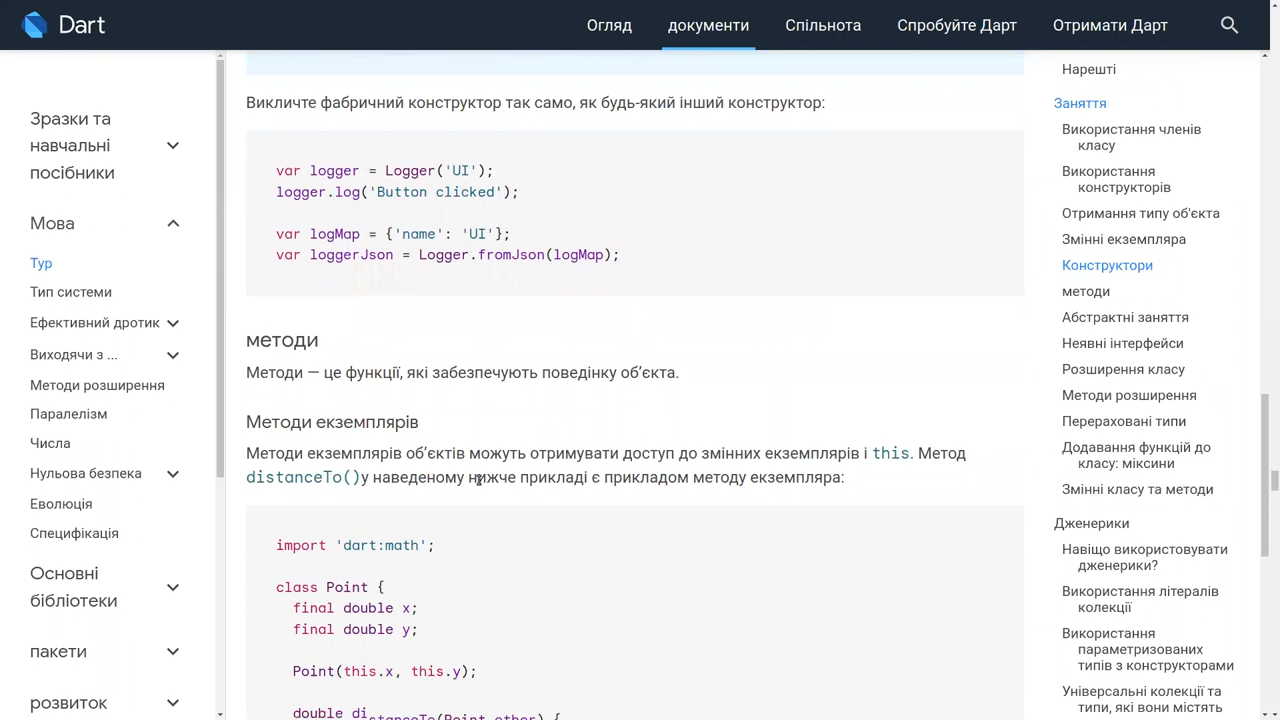 Dart
Огляд
документи
Спільнота
Спробуйте Дарт
Отримати Дарт
Зразки та
навчальні
посібники
Мова
Тур
Тип системи
Ефективний дротик
Виходячи з ...
Методи розширення
Паралелізм
Числа
Нульова безпека
Еволюція
Специфікація
Основні
бібліотеки
пакети
розвиток
Викличте фабричний конструктор так само, як будь-який інший конструктор:
var logger = Logger('UI');
logger.log('Button clicked');
var logMap = {'name': 'UI'};
var loggerJson = Logger.fromJson(logMap);
методи
Методи — це функції, які забезпечують поведінку об’єкта.
Методи екземплярів
Методи екземплярів об’єктів можуть отримувати доступ до змінних екземплярів і this. Метод
distanceTo()у наведеному нижче прикладі є прикладом методу екземпляра:
import 'dart:math';
class Point {
final double x;
final double y;
Point(this.x, this.y);
double distanceTo(Point other) {
Нарешті
Заняття
Використання членів
класу
Використання
конструкторів
Отримання типу об'єкта
Змінні екземпляра
Конструктори
методи
Абстрактні заняття
Неявні інтерфейси
Розширення класу
Методи розширення
Перераховані типи
Додавання функцій до
класу: міксини
Змінні класу та методи
Дженерики
Навіщо використовувати
дженерики?
Використання літералів
колекції
Використання
параметризованих
типів з конструкторами
Універсальні колекції та
типи, які вони містять